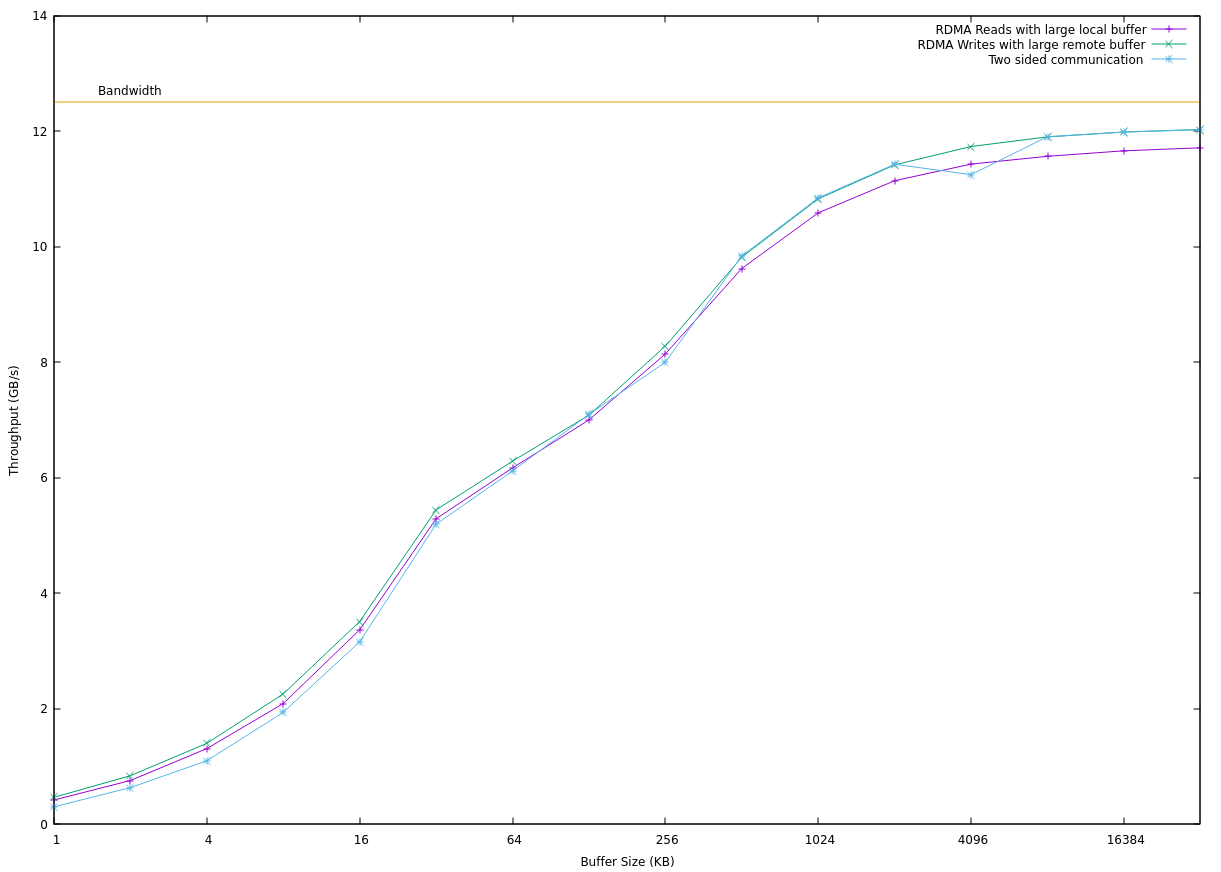 14
RDMA Reads with large local buffer
RDMA Writes with large remote buffer
Two sided communication
Bandwidth
12
10
8
6
4
2
0
Throughput (GB/s)
1 4 16 64 256 1024 4096 16384
Buffer Size (KB)